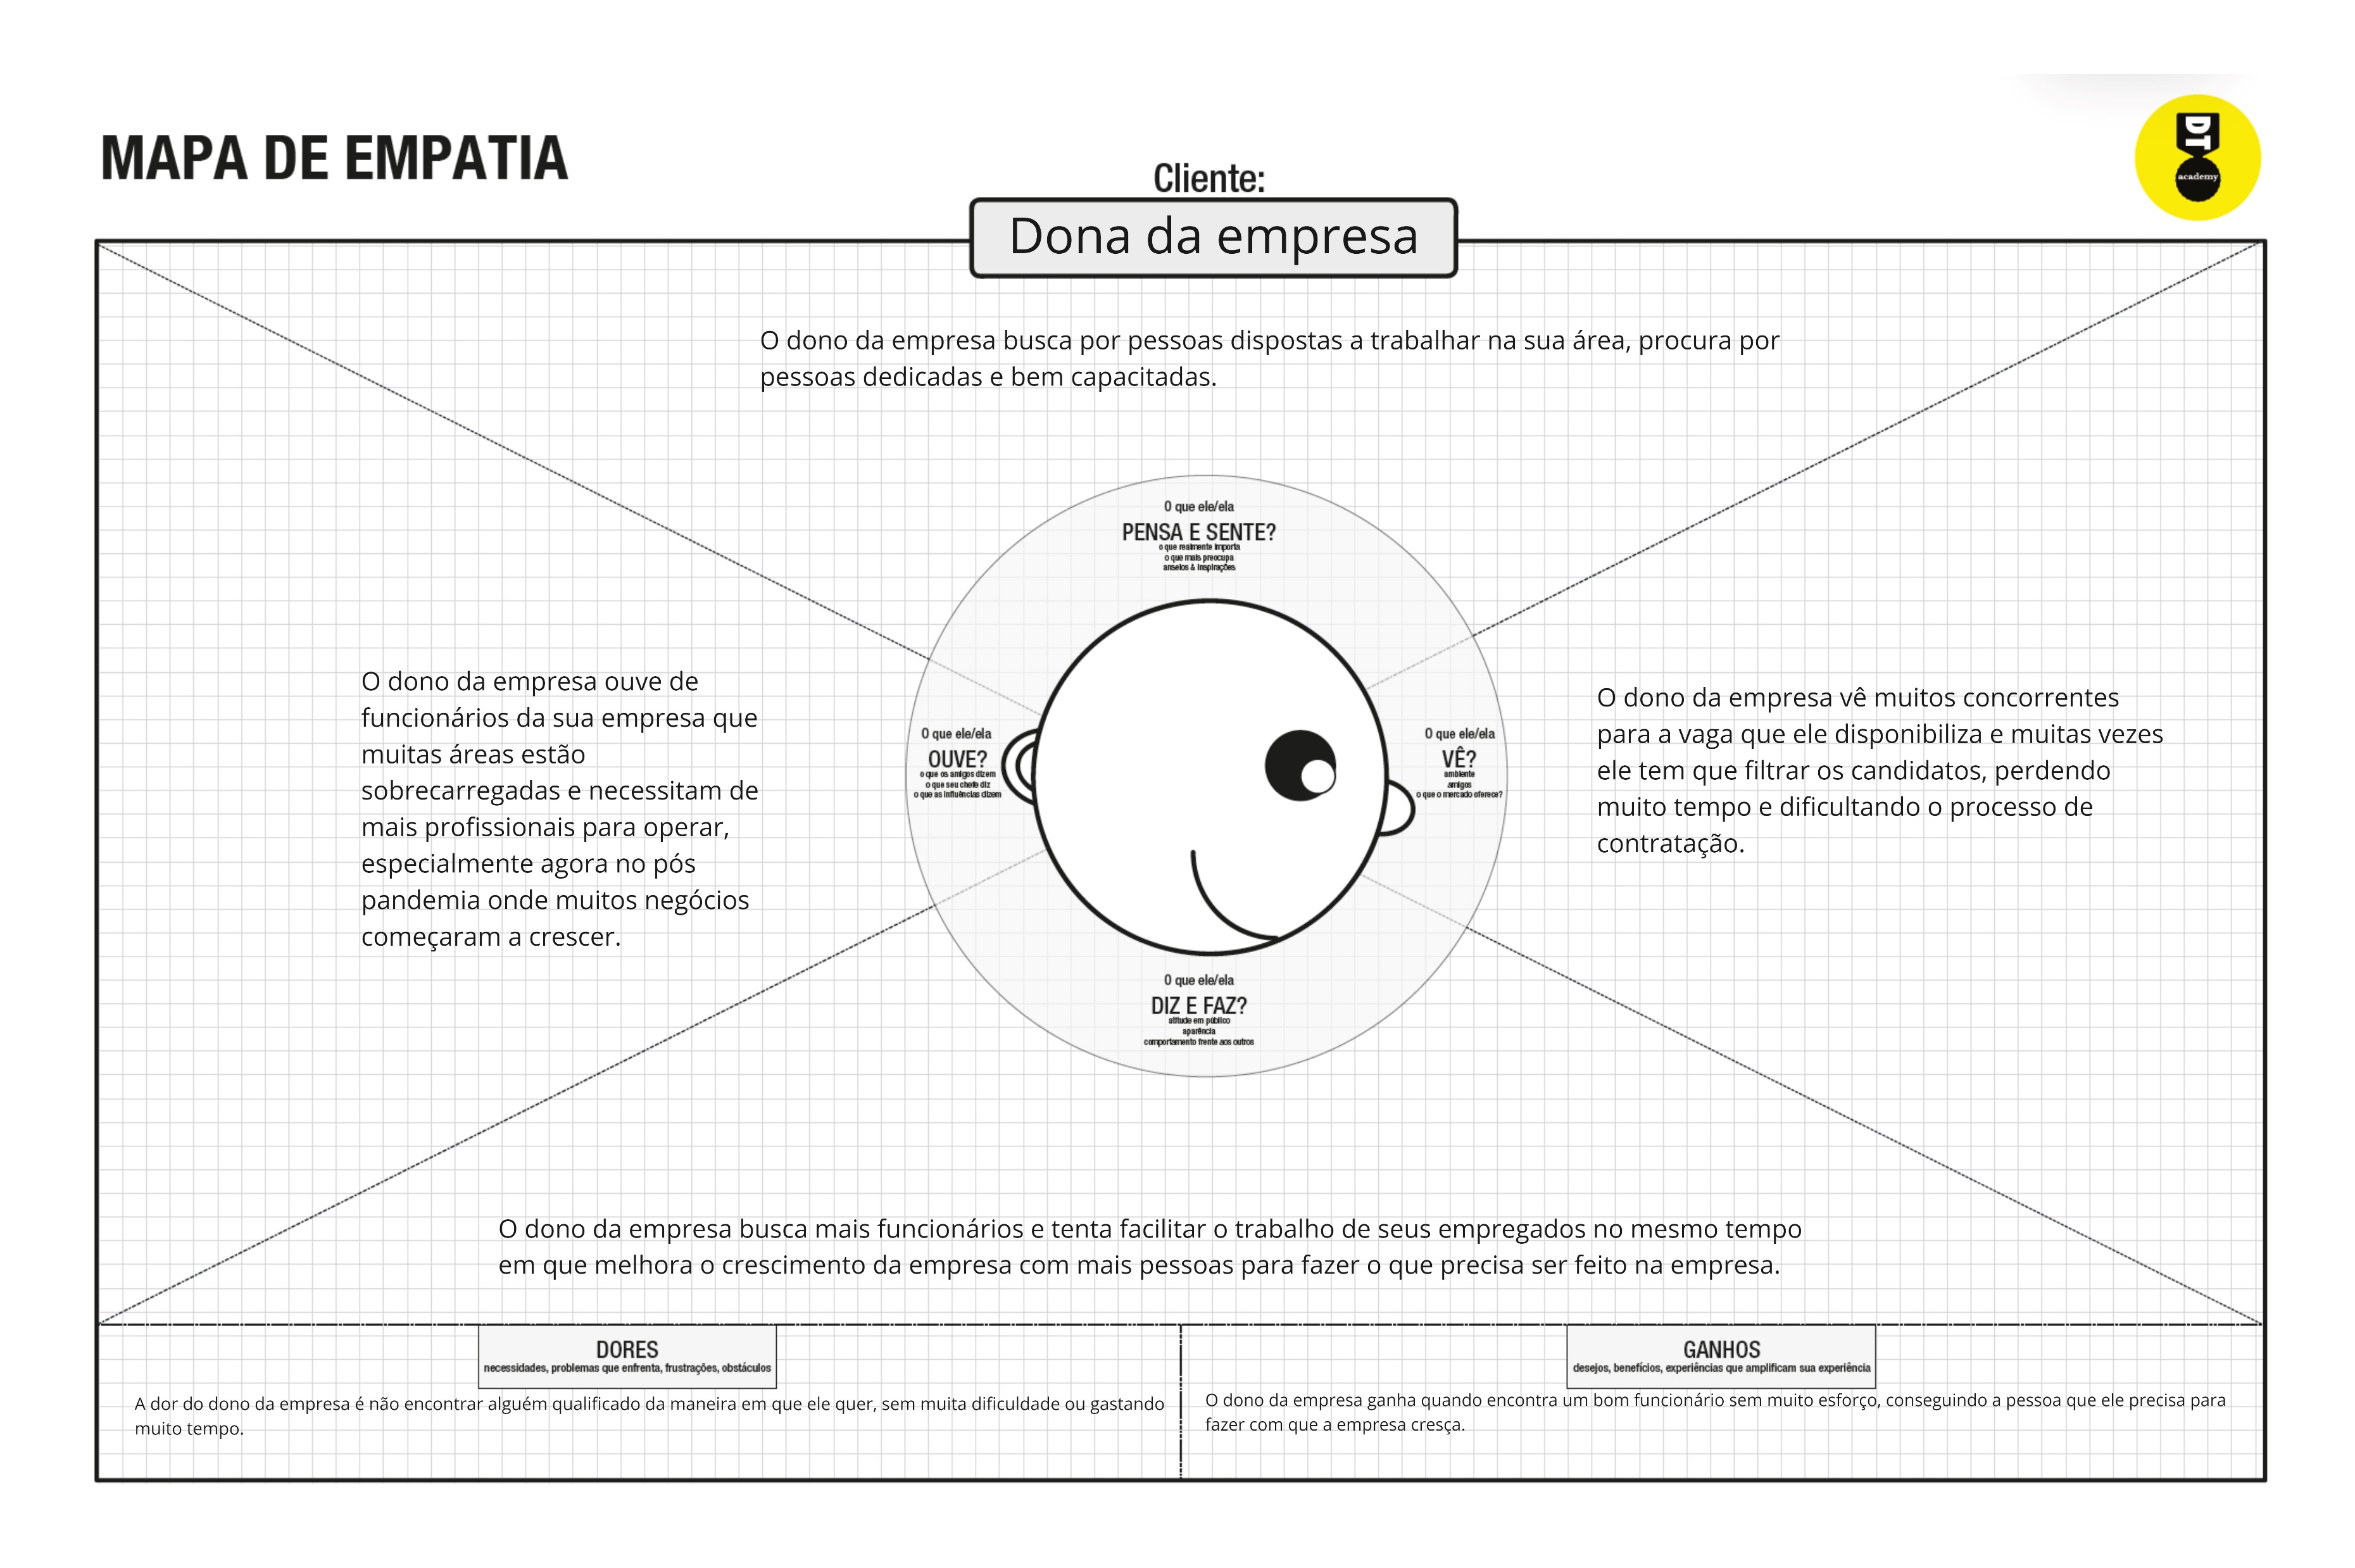 MAPA DE EMPATIA
DT
academy
Cliente:
Dona da empresa
O dono da empresa busca por pessoas dispostas a trabalhar na sua área, procura por
pessoas dedicadas e bem capacitadas.
O que ele/ela
PENSA E SENTE?
o que realmente importa
o que mais preocupa
anseios & inspirações
O dono da empresa ouve de
funcionários da sua empresa que
muitas áreas estão
sobrecarregadas e necessitam de
mais profissionais para operar,
especialmente agora no pós
pandemia onde muitos negócios
começaram a crescer.
O que ele/ela
OUVE?
o que os amigos dizem
o que seu chefe diz
o que as influências dizem
O que ele/ela
VÊ?
ambiente
amigos
o que o mercado oferece?
O dono da empresa vê muitos concorrentes
para a vaga que ele disponibiliza e muitas vezes
ele tem que filtrar os candidatos, perdendo
muito tempo e dificultando o processo de
contratação.
O que ele/ela
DIZ E FAZ?
atitude em público
aparência
comportamento frente aos outros
O dono da empresa busca mais funcionários e tenta facilitar o trabalho de seus empregados no mesmo tempo
em que melhora o crescimento da empresa com mais pessoas para fazer o que precisa ser feito na empresa.
DORES
necessidades, problemas que enfrenta, frustrações, obstáculos
A dor do dono da empresa é não encontrar alguém qualificado da maneira em que ele quer, sem muita dificuldade ou gastando
muito tempo.
GANHOS
desejos, benefícios, experiências que amplificam sua experiência
O dono da empresa ganha quando encontra um bom funcionário sem muito esforço, conseguindo a pessoa que ele precisa para
fazer com que a empresa cresça.